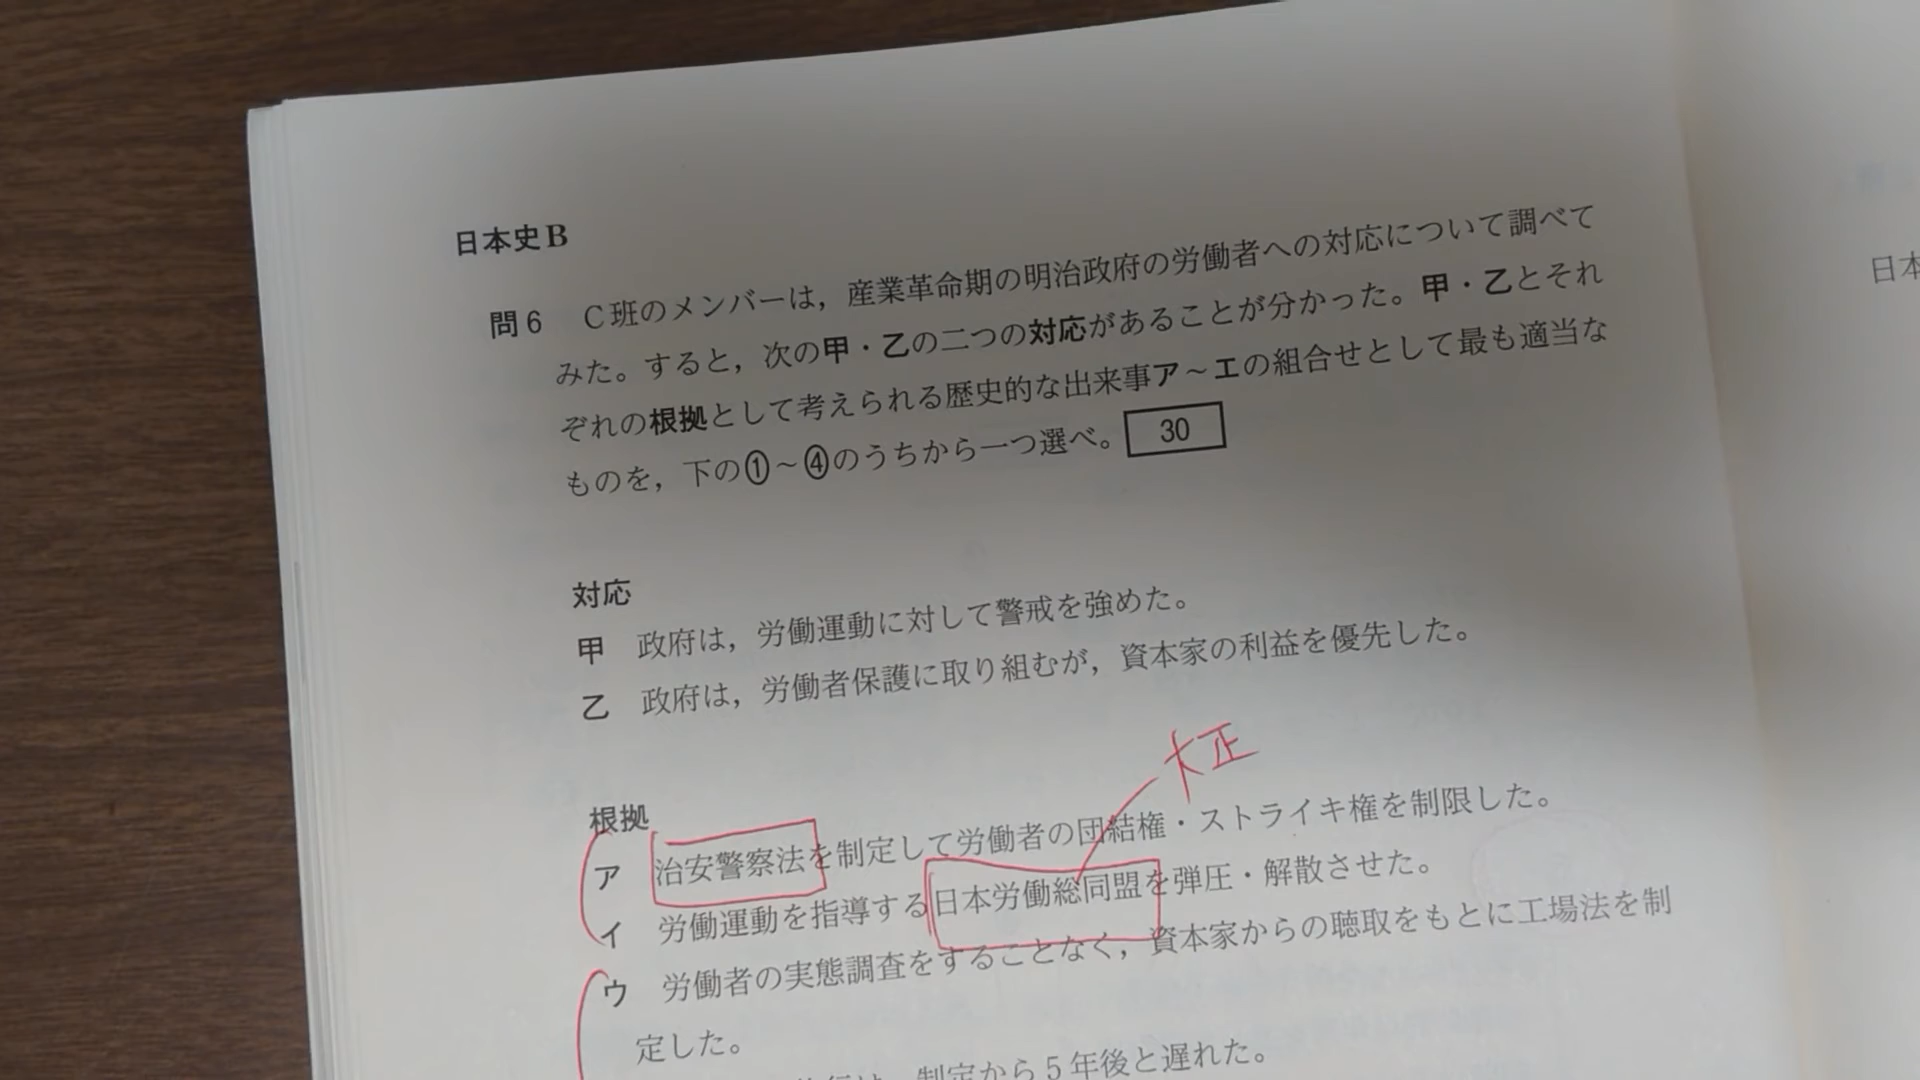 日本史B
問6 C班のメンバーは，産業革命期の明治政府の労働者への対応について調べて
みた。すると，次の甲・乙の二つの対応があることが分かった。甲・乙とそれ
ぞれの根拠として考えられる歴史的な出来事ア～エの組合せとして最も適当な
ものを，下の①～④のうちから一つ選べ。 30
対応
甲 政府は，労働運動に対して警戒を強めた。
乙 政府は，労働者保護に取り組むが，資本家の利益を優先した。
大正
根拠
ア 治安警察法を制定して労働者の団結権・ストライキ権を制限した。
イ 労働運動を指導する日本労働総同盟を弾圧・解散させた。
ウ 労働者の実態調査をすることなく，資本家からの聴取をもとに工場法を制
定した。
制定から5年後と遅れた。
日本